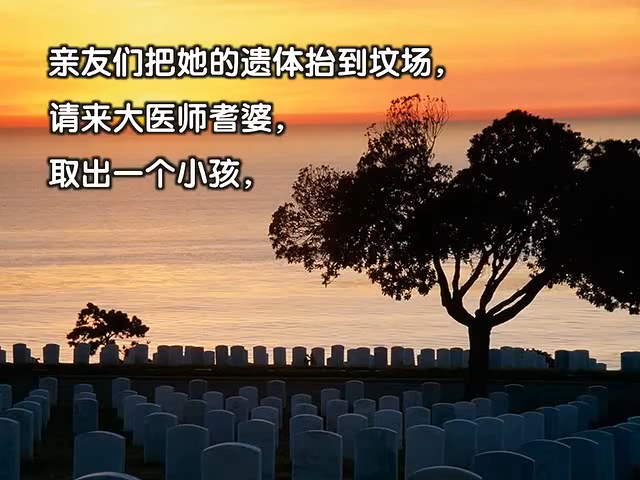 亲友们把她的遗体抬到坟场，
请来大医师耆婆，
取出一个小孩，